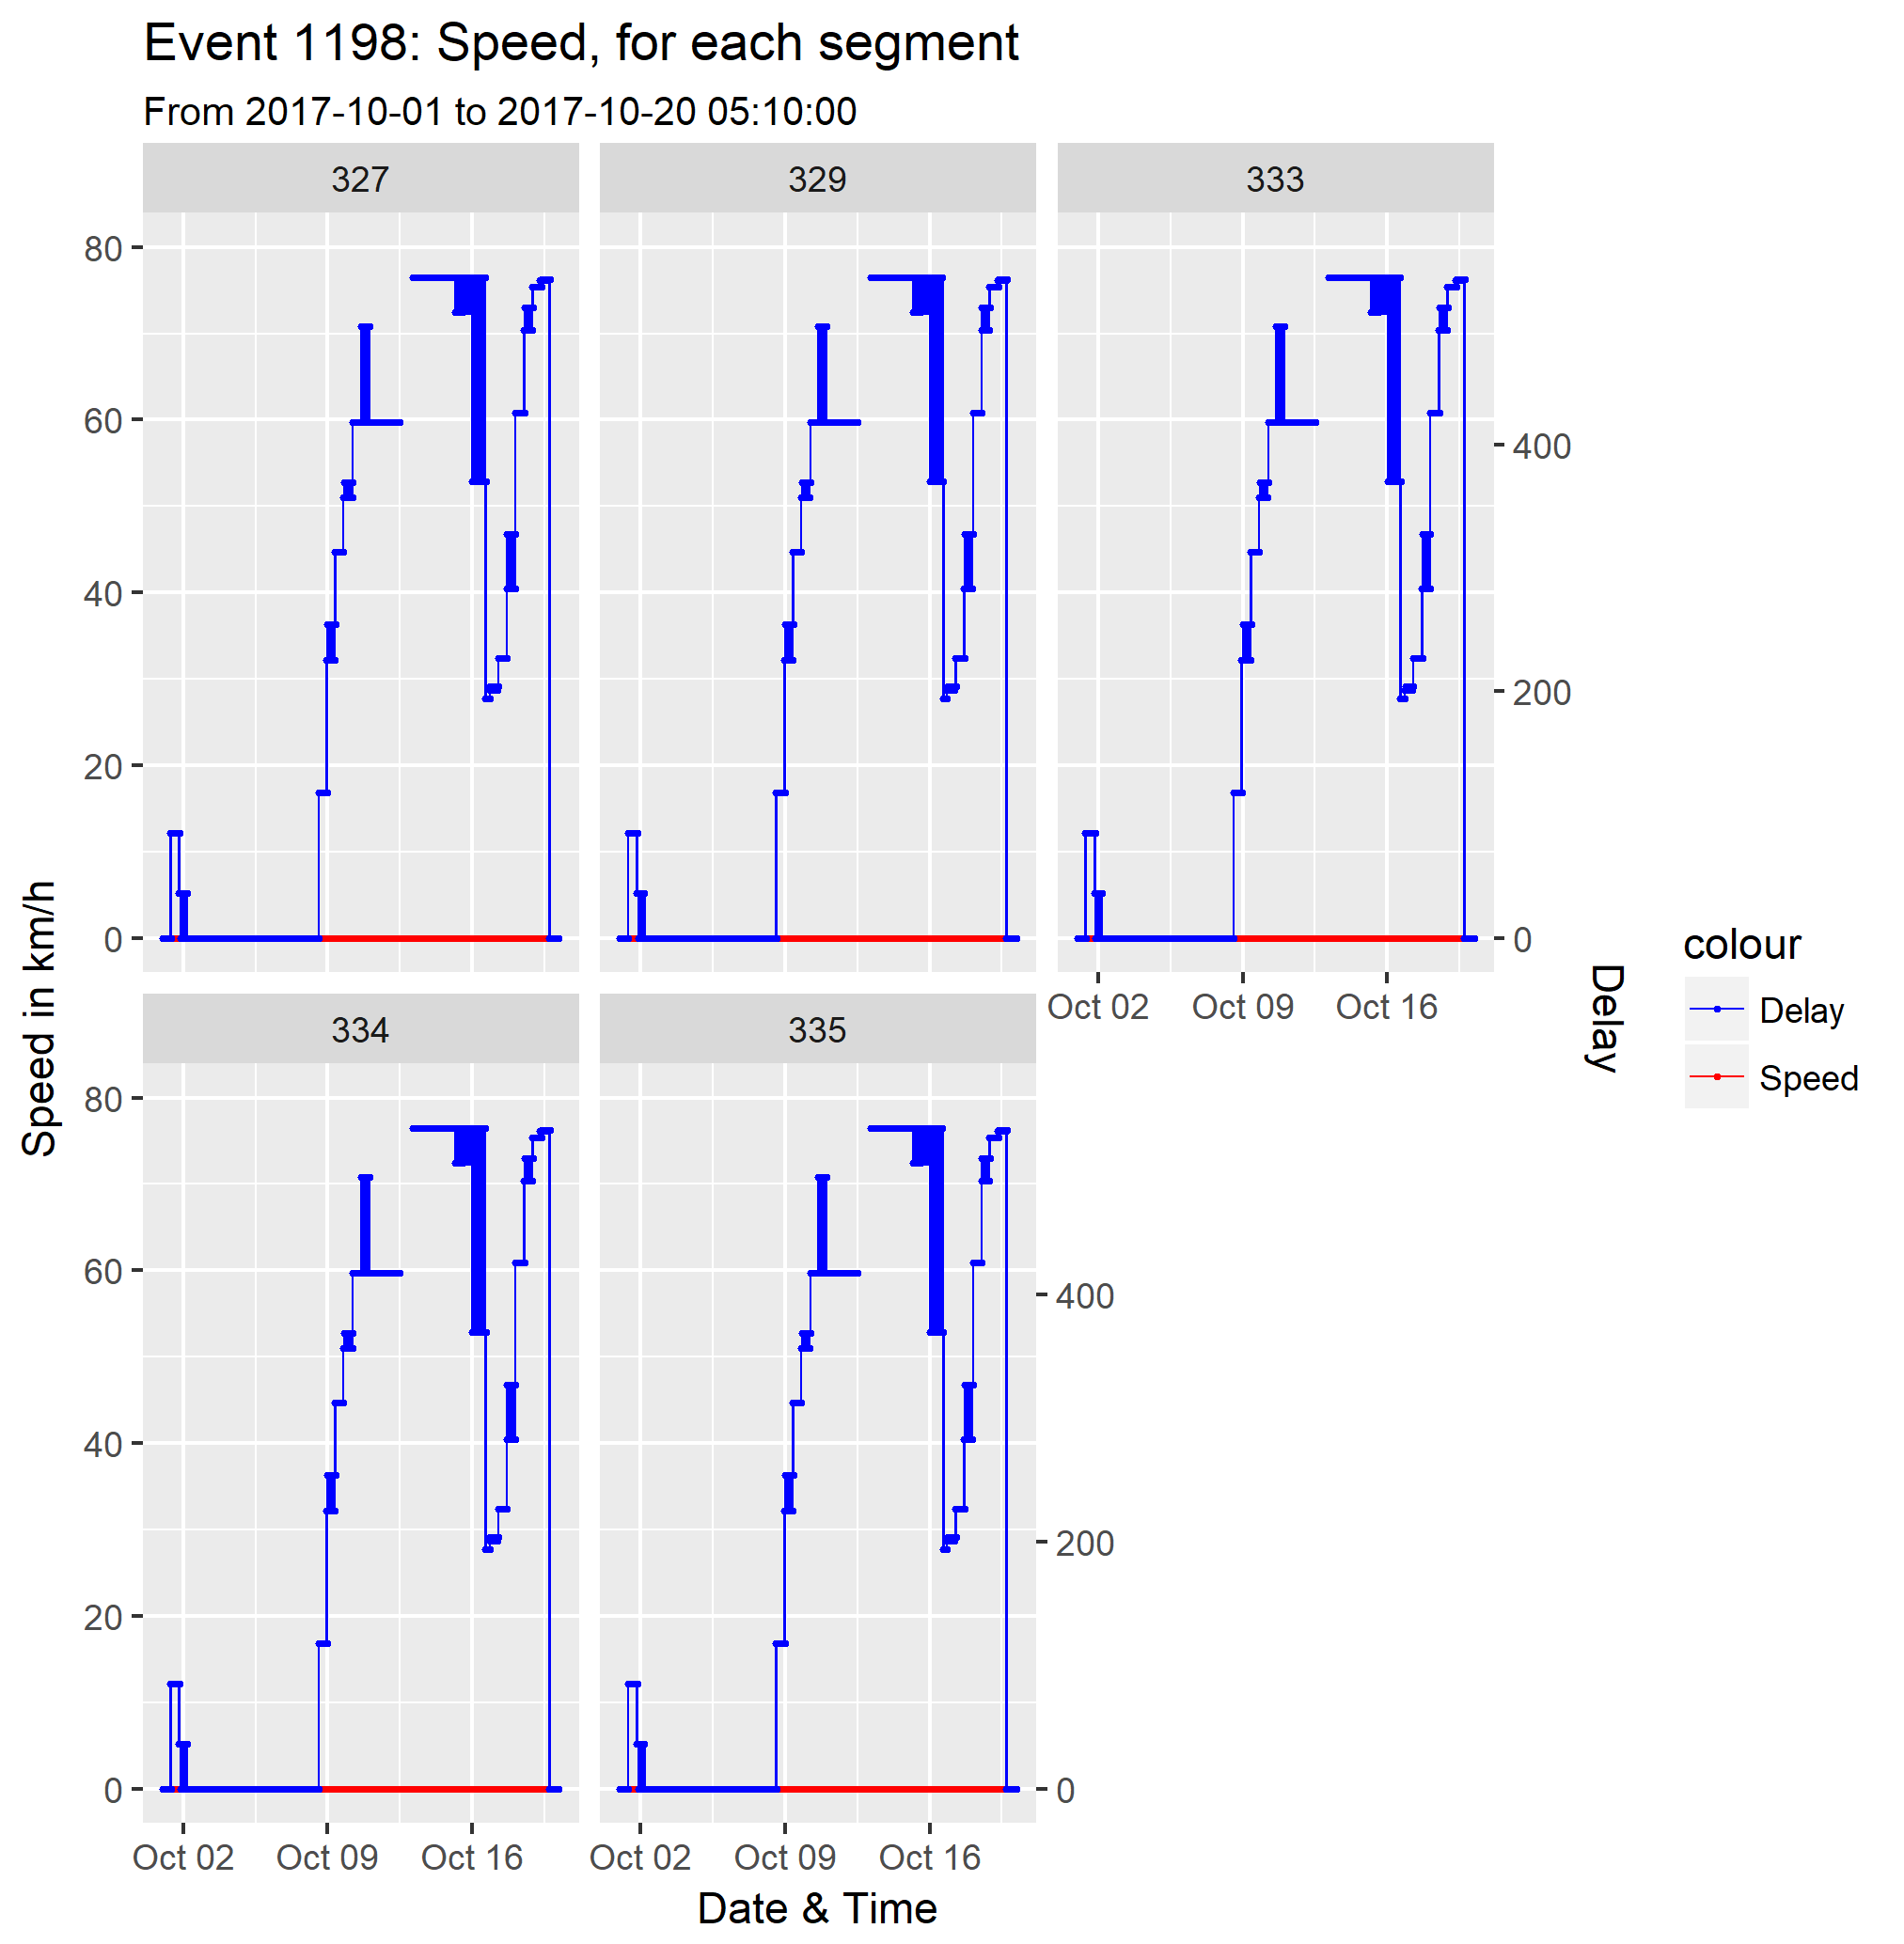 Event 1198: Speed, for each segment
From 2017-10-01 to 2017-10-20 05:10:00
327 329 333
80
60
40
20
0
400
200
0
Oct 02 Oct 09 Oct 16
334 335
80
60
40
20
0
400
200
0
Oct 02 Oct 09 Oct 16 Oct 02 Oct 09 Oct 16
Date & Time
Speed in km/h
Delay
colour
Delay
Speed